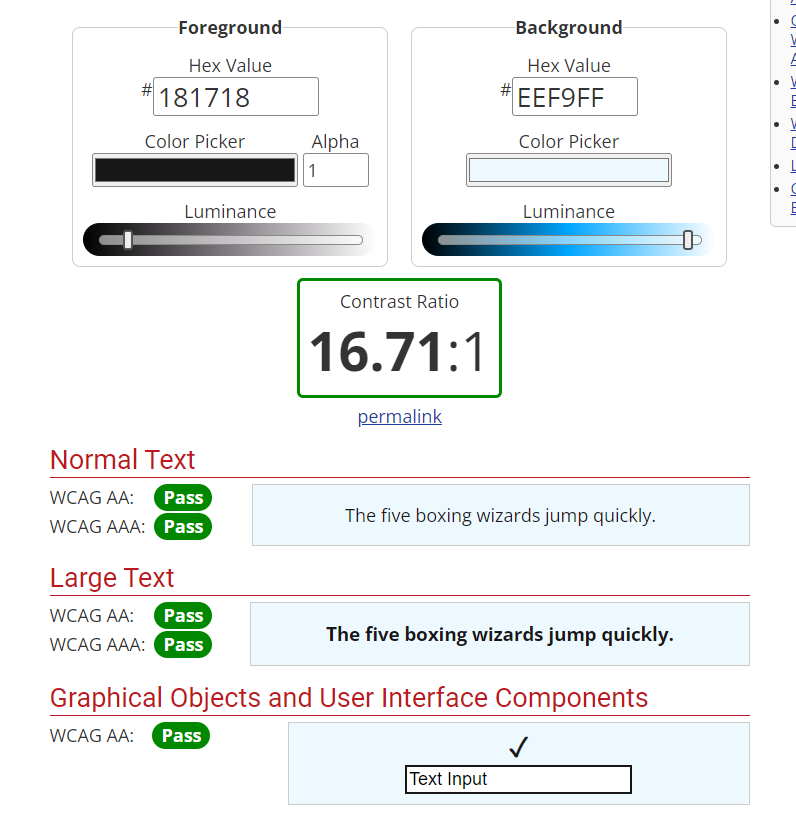 Foreground
Background
Hex Value
Hex Value
#181718
#EEF9FF
Color Picker
Alpha
Color Picker
1
Luminance
Luminance
Contrast Ratio
16.71:1
permalink
Normal Text
WCAG AA: Pass
WCAG AAA: Pass
The five boxing wizards jump quickly.
Large Text
WCAG AA: Pass
WCAG AAA: Pass
The five boxing wizards jump quickly.
Graphical Objects and User Interface Components
WCAG AA: Pass
✓
Text Input